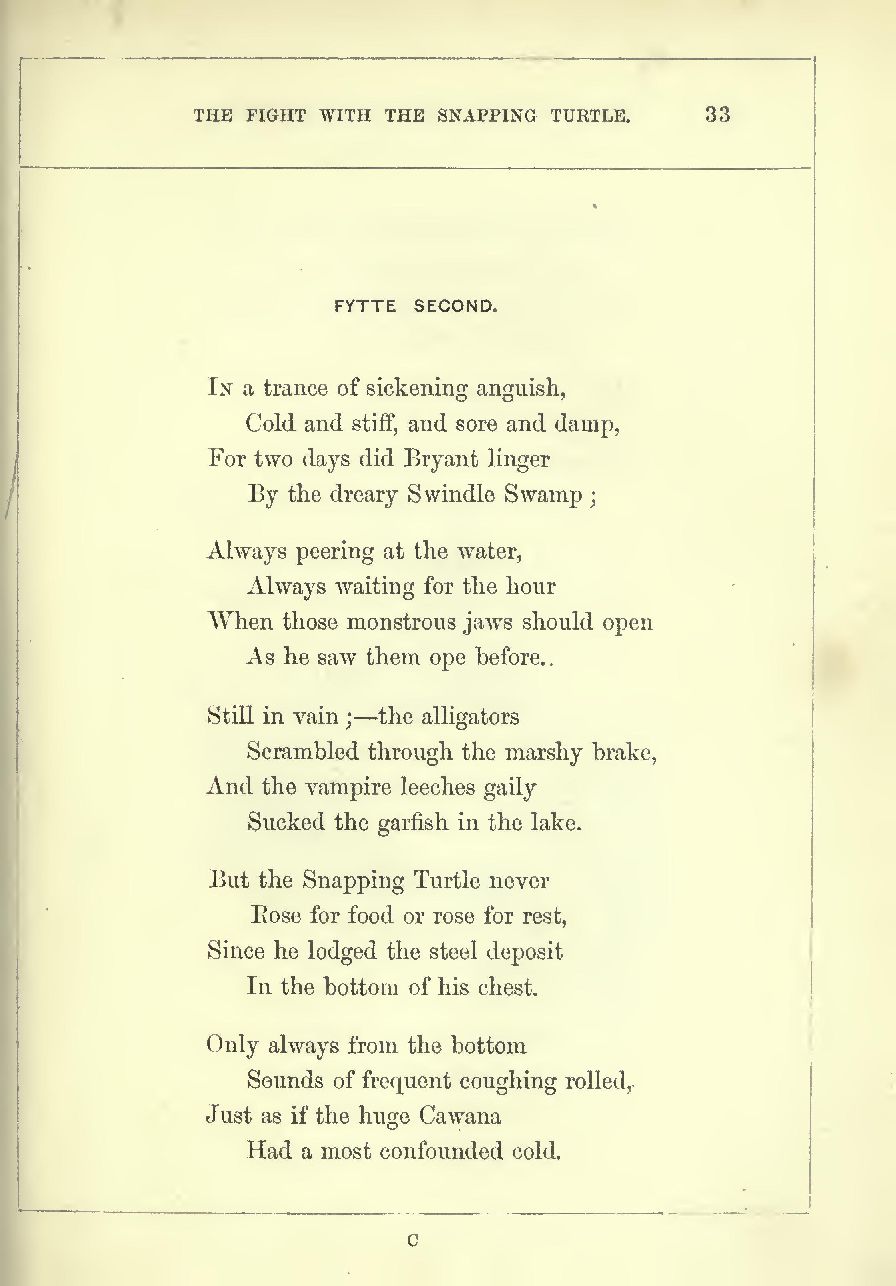 THE FIGHT WITH THE SNAPPING TURTLE. 33
FYTTE SECOND.
IN a trance of sickening anguish,
Cold and stiff, and sore and damp,
For two days did Bryant linger
By the dreary Swindle Swamp ;
Always peering at the water,
Always waiting for the hour
When those monstrous jaws should open
As he saw them ope before..
Still in vain ;—the alligators
Scrambled through the marshy brake,
And the vampire leeches gaily
Sucked the garfish in the lake.
But the Snapping Turtle never
Rose for food or rose for rest,
Since he lodged the steel deposit
In the bottom of his chest.
Only always from the bottom
Sounds of frequent coughing rolled,
Just as if the huge Cawana
Had a most confounded cold.
C